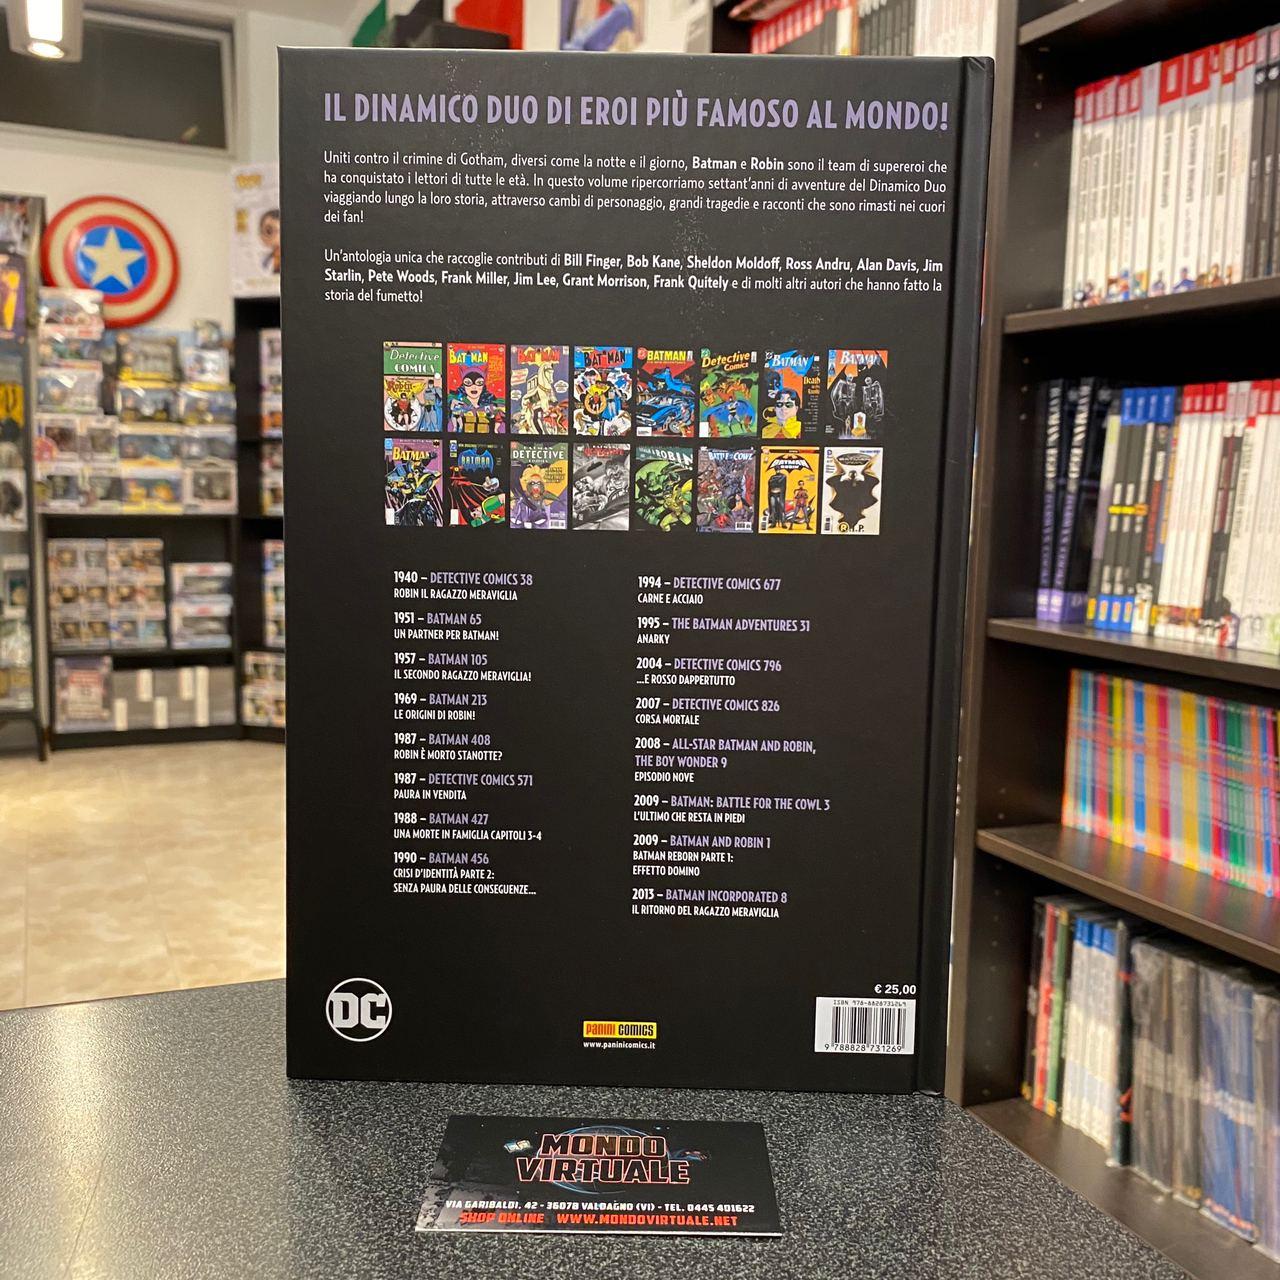 IL DINAMICO DUO DI EROI PIÙ FAMOSO AL MONDO!
Uniti contro il crimine di Gotham, diversi come la notte e il giorno, Batman e Robin sono il team di supereroi che
ha conquistato i lettori di tutte le età. In questo volume ripercorriamo settant'anni di avventure del Dinamico Duo
viaggiando lungo la loro storia, attraverso cambi di personaggio, grandi tragedie e racconti che sono rimasti nei cuori
dei fan!
Un'antologia unica che raccoglie contributi di Bill Finger, Bob Kane, Sheldon Moldoff, Ross Andru, Alan Davis, Jim
Starlin, Pete Woods, Frank Miller, Jim Lee, Grant Morrison, Frank Quitely e di molti altri autori che hanno fatto la
storia del fumetto!
Detective COMICS
BATMAN
BATMAN
BATMAN
BATMAN
Detective Comics
BATMAN
BATMAN
BATMAN
BATMAN
DETECTIVE
1940 – DETECTIVE COMICS 38
ROBIN IL RAGAZZO MERAVIGLIA
1951 – BATMAN 65
UN PARTNER PER BATMAN!
1957 – BATMAN 105
IL SECONDO RAGAZZO MERAVIGLIA!
1969 – BATMAN 213
LE ORIGINI DI ROBIN!
1987 – BATMAN 408
ROBIN È MORTO STANOTTE?
1987 – DETECTIVE COMICS 571
PAURA IN VENDITA
1988 – BATMAN 427
UNA MORTE IN FAMIGLIA CAPITOLI 3-4
1990 – BATMAN 456
CRISI D'IDENTITÀ PARTE 2:
SENZA PAURA DELLE CONSEGUENZE...
1994 – DETECTIVE COMICS 677
CARNE E ACCIAIO
1995 – THE BATMAN ADVENTURES 31
ANARKY
2004 – DETECTIVE COMICS 796
...E ROSSO DAPPERTUTTO
2007 – DETECTIVE COMICS 826
CORSA MORTALE
2008 – ALL-STAR BATMAN AND ROBIN,
THE BOY WONDER 9
EPISODIO NOVE
2009 – BATMAN: BATTLE FOR THE COWL 3
L'ULTIMO CHE RESTA IN PIEDI
2009 – BATMAN AND ROBIN 1
BATMAN REBORN PARTE 1:
EFFETTO DOMINO
2013 – BATMAN INCORPORATED 8
IL RITORNO DEL RAGAZZO MERAVIGLIA
DC
PANINI COMICS
www.paninicomics.it
€ 25,00
9 788828 731269
MONDO
VIRTUALE
VIA GARIBALDI, 42 - 36078 VALDAGNO (VI) - TEL. 0445 401622
SHOP ONLINE WWW.MONDOVIRTUALE.NET